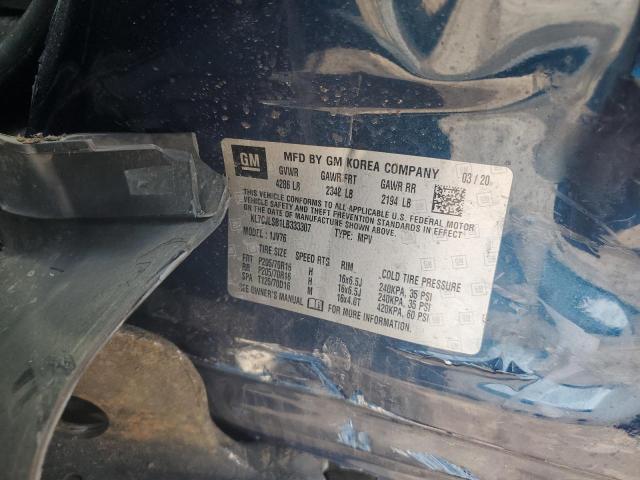 GM
MFD BY GM KOREA COMPANY 03/20
GVWR GAWR FRT GAWR RR
4286 LB 2342 LB 2194 LB
THIS VEHICLE CONFORMS TO ALL APPLICABLE U.S. FEDERAL MOTOR
VEHICLE SAFETY AND THEFT PREVENTION STANDARDS IN EFFECT
ON THE DATE OF MANUFACTURE SHOWN ABOVE.
KL7CJLSB1LB333307 TYPE: MPV
MODEL: 1JV76
TIRE SIZE SPEED RTG RIM COLD TIRE PRESSURE
FRT P205/70R16 H 16x6.5J 240KPA, 35 PSI
RR P205/70R16 H 16x6.5J 240KPA, 35 PSI
SPA T125/70D16 M 16x4.0T 420KPA, 60 PSI
SEE OWNER'S MANUAL FOR MORE INFORMATION.